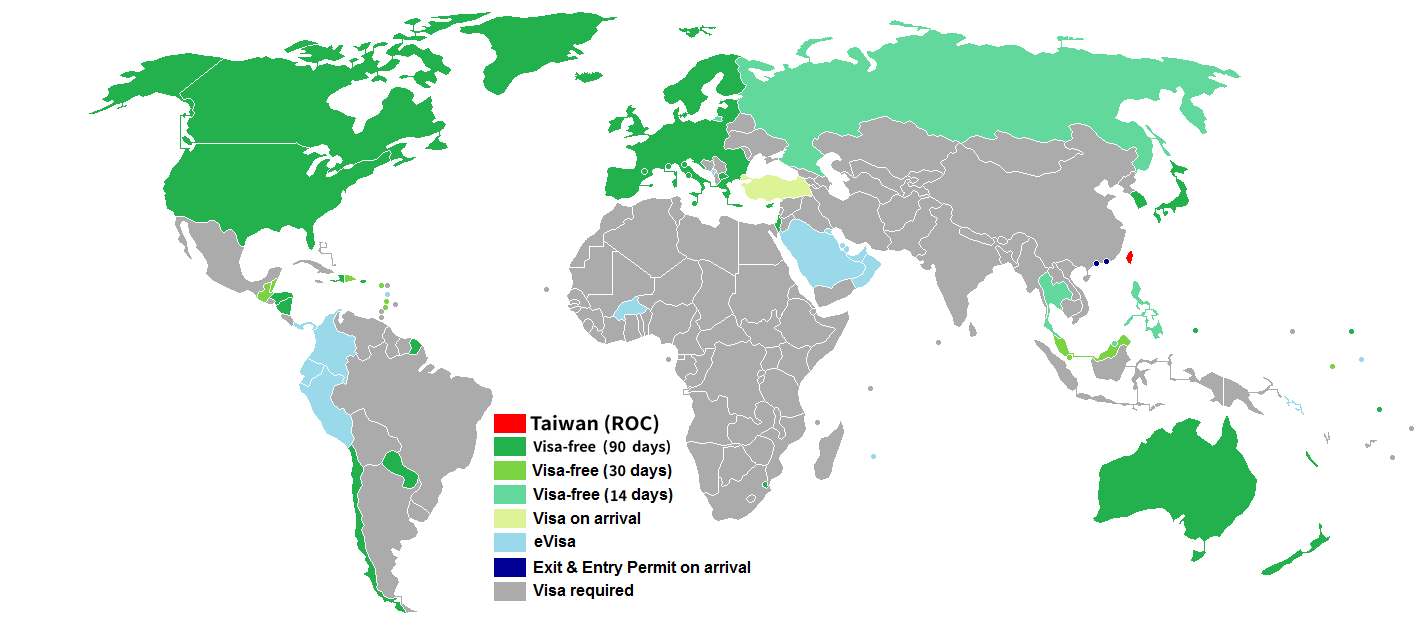 Taiwan (ROC)
Visa-free (90 days)
Visa-free (30 days)
Visa-free (14 days)
Visa on arrival
eVisa
Exit & Entry Permit on arrival
Visa required